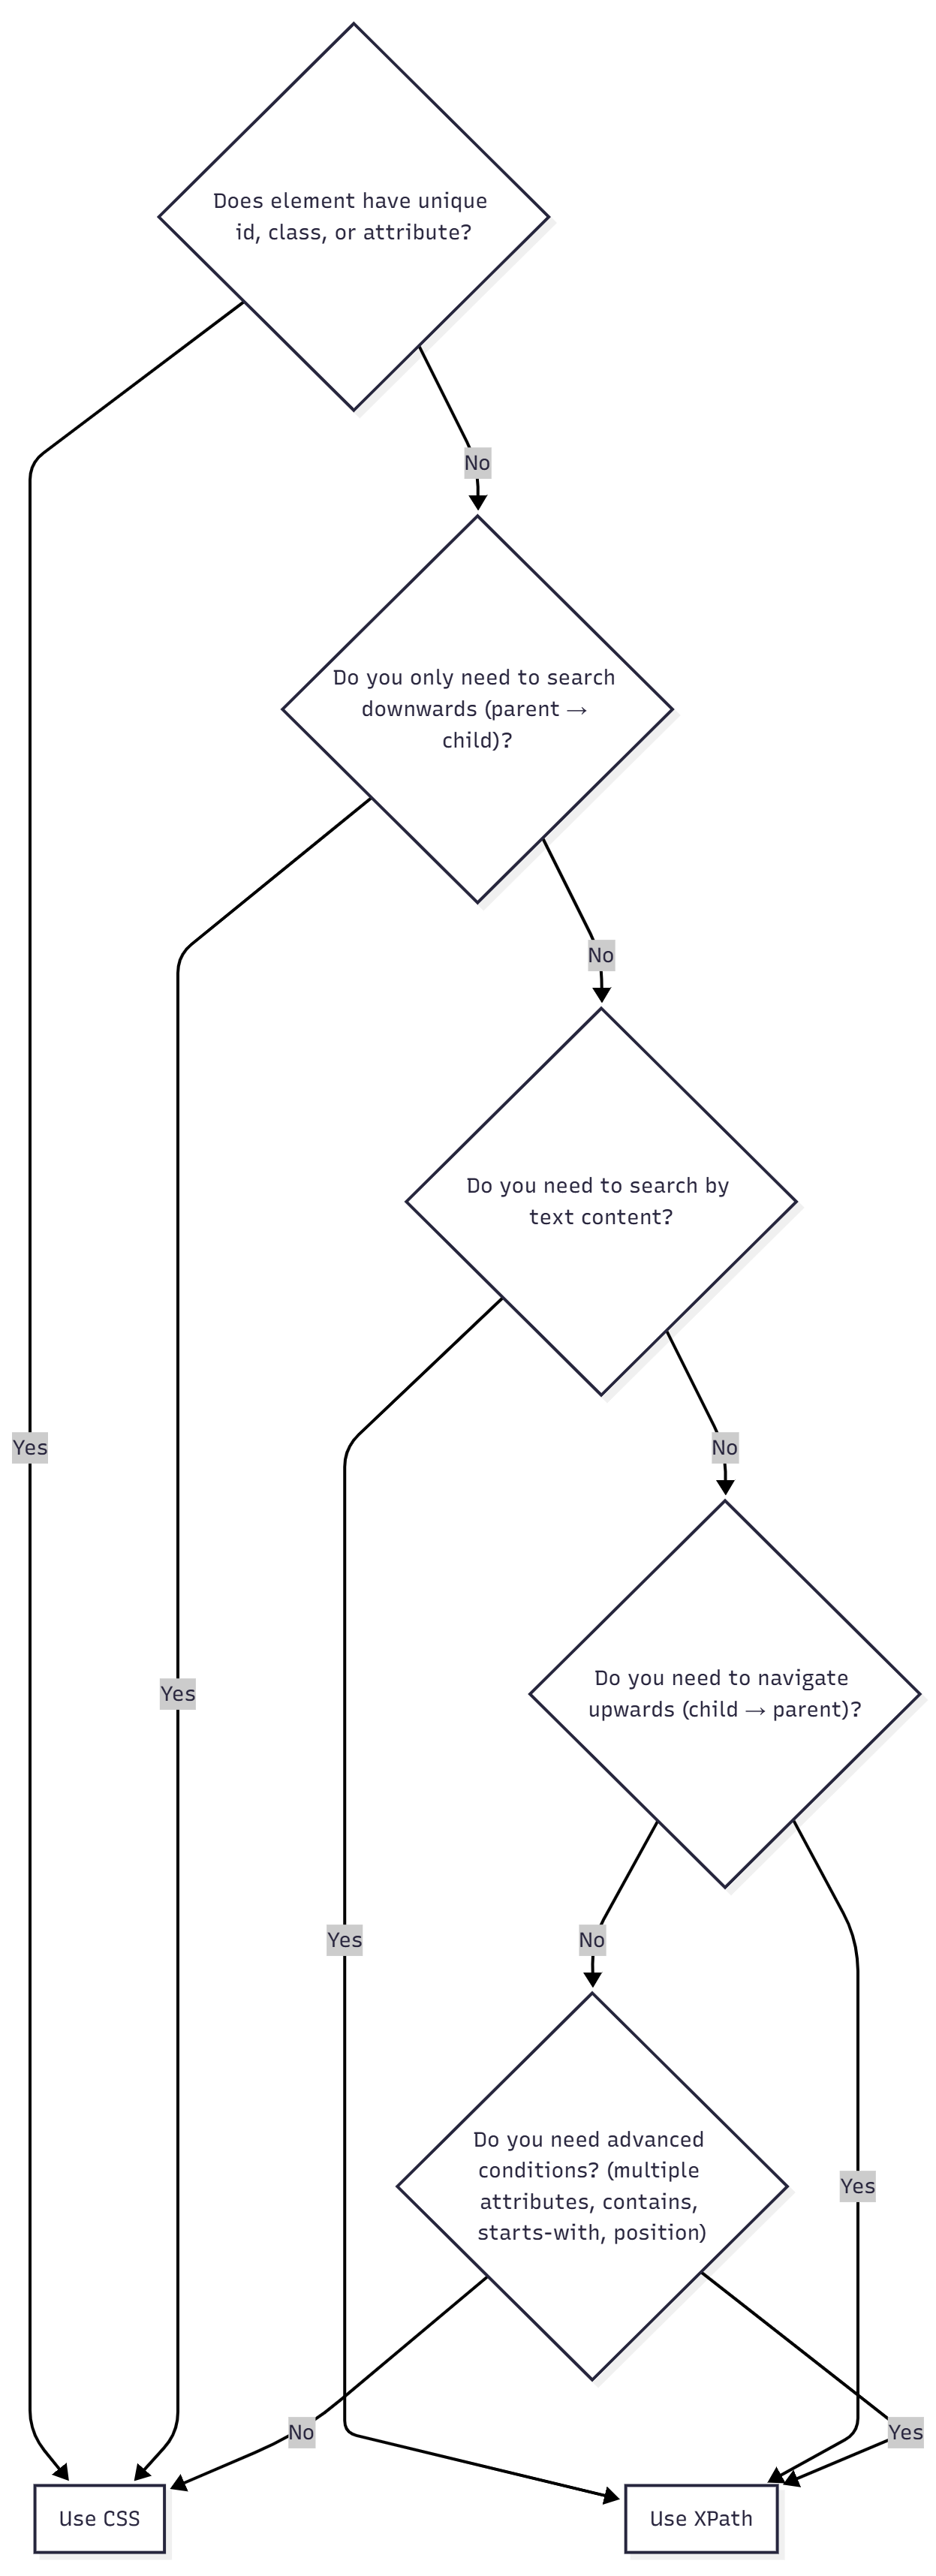 Does element have unique
id, class, or attribute?
No
Do you only need to search
downwards (parent →
child)?
No
Do you need to search by
text content?
Yes
No
Do you need to navigate
upwards (child → parent)?
Yes
Yes
No
Do you need advanced
conditions? (multiple
attributes, contains,
starts-with, position)
Yes
No
Yes
Use CSS
Use XPath